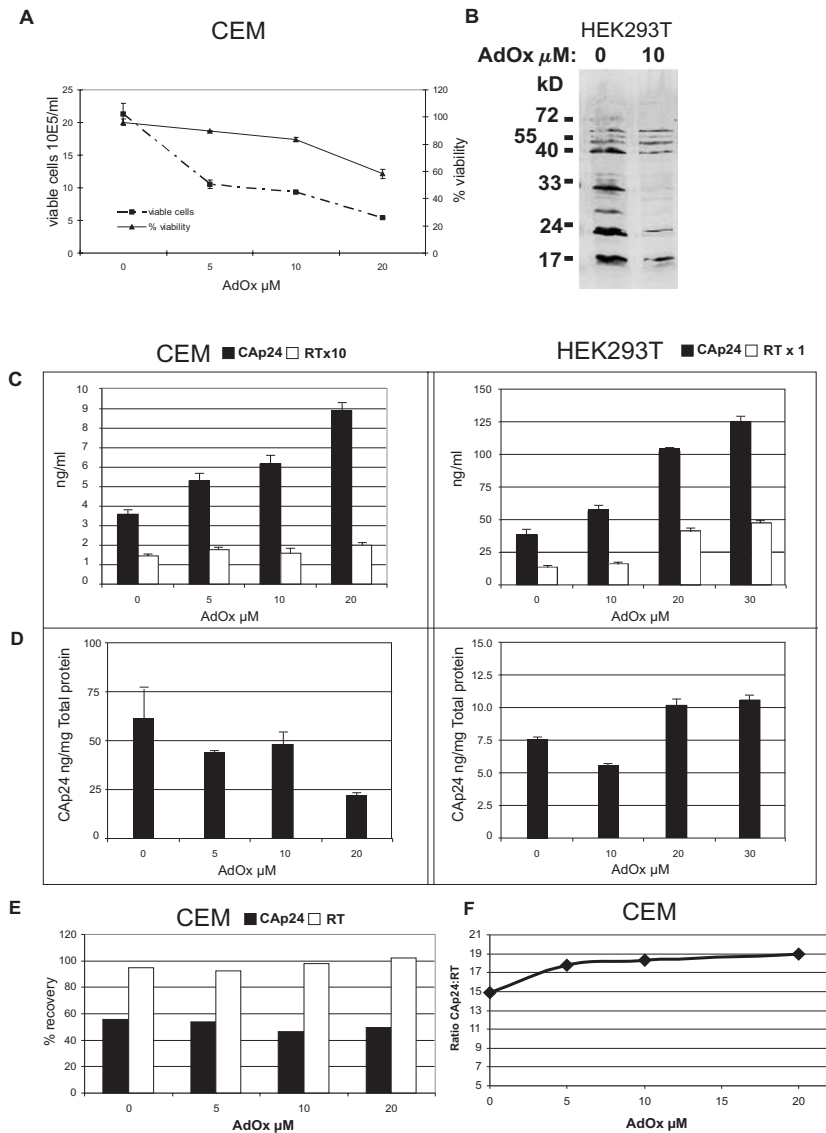 A
CEM
viable cells 10E5/ml
25
20
15
10
5
0
120
100
80
60
40
20
0
% viability
viable cells
% viability
0 5 10 20
AdOx µM
B
HEK293T
AdOx µM: 0 10
kD
72
55
40
33
24
17
C
CEM
CAp24 RTx10
ng/ml
10
9
8
7
6
5
4
3
2
1
0
0 5 10 20
AdOx µM
HEK293T
CAp24 RT x 1
ng/ml
150
125
100
75
50
25
0
0 10 20 30
AdOx µM
D
CAp24 ng/mg Total protein
100
75
50
25
0
0 5 10 20
AdOx µM
CAp24 ng/mg Total protein
15.0
12.5
10.0
7.5
5.0
2.5
0
0 10 20 30
AdOx µM
E
CEM
CAp24 RT
% recovery
120
100
80
60
40
20
0
0 5 10 20
AdOx µM
F
CEM
Ratio CAp24:RT
21
19
17
15
13
11
9
7
5
0 5 10 15 20
AdOx µM